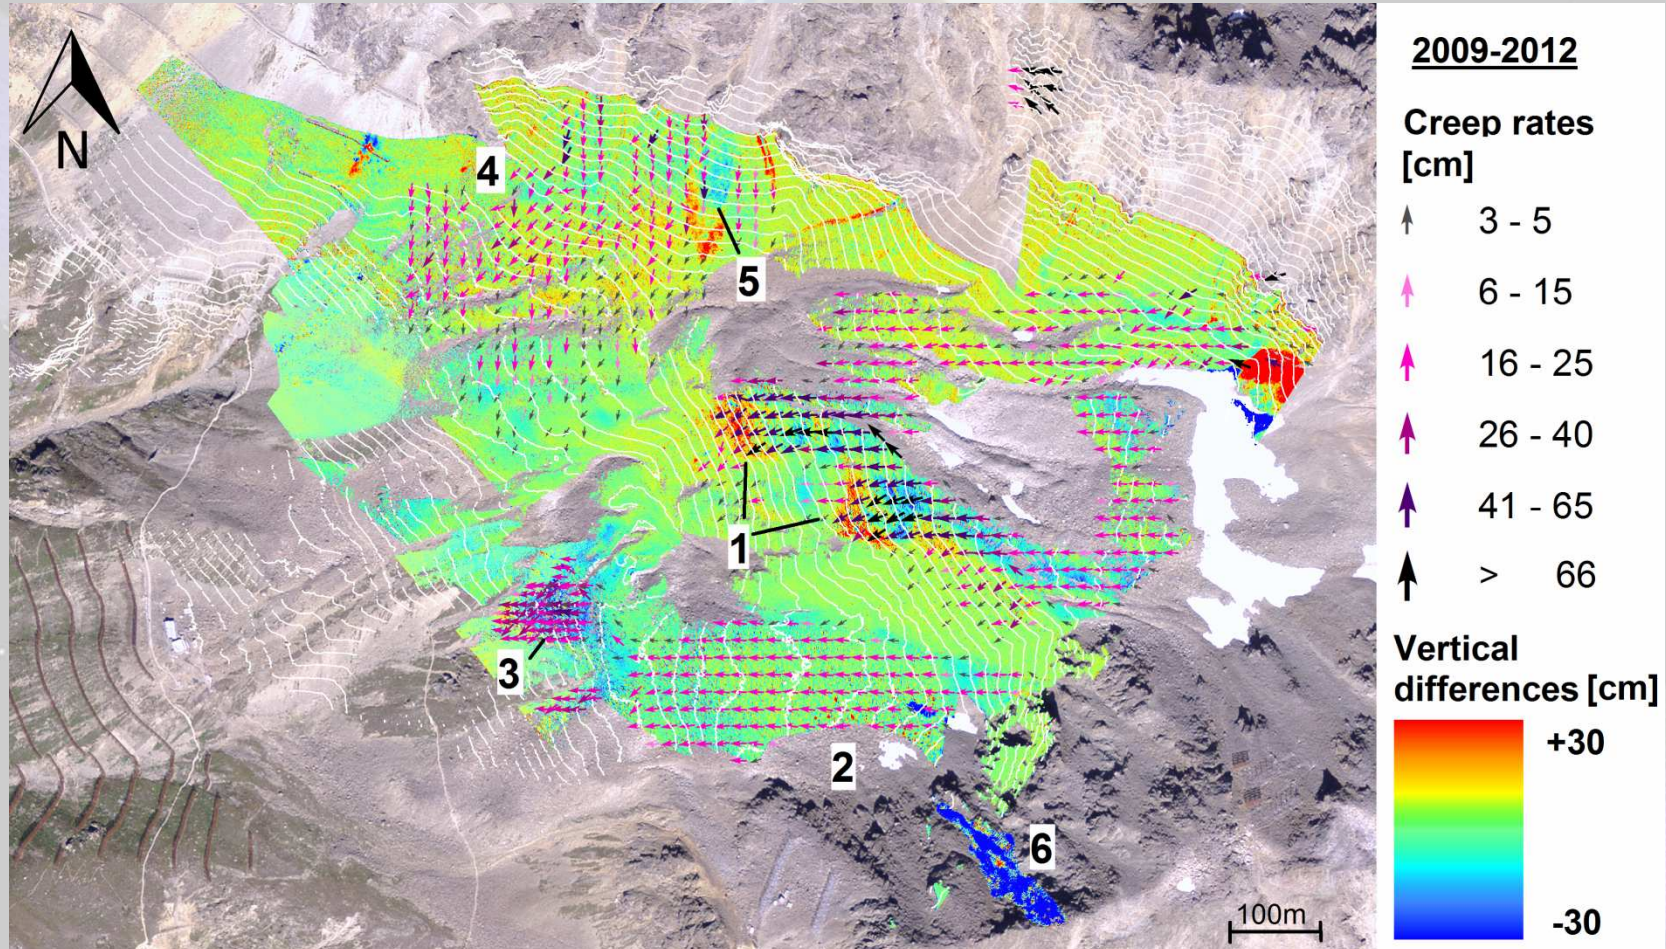 2009-2012
Creep rates
[cm]
3 - 5
6 - 15
16 - 25
26 - 40
41 - 65
> 66
Vertical
differences [cm]
+30
-30
N
4
5
1
3
2
6
100m